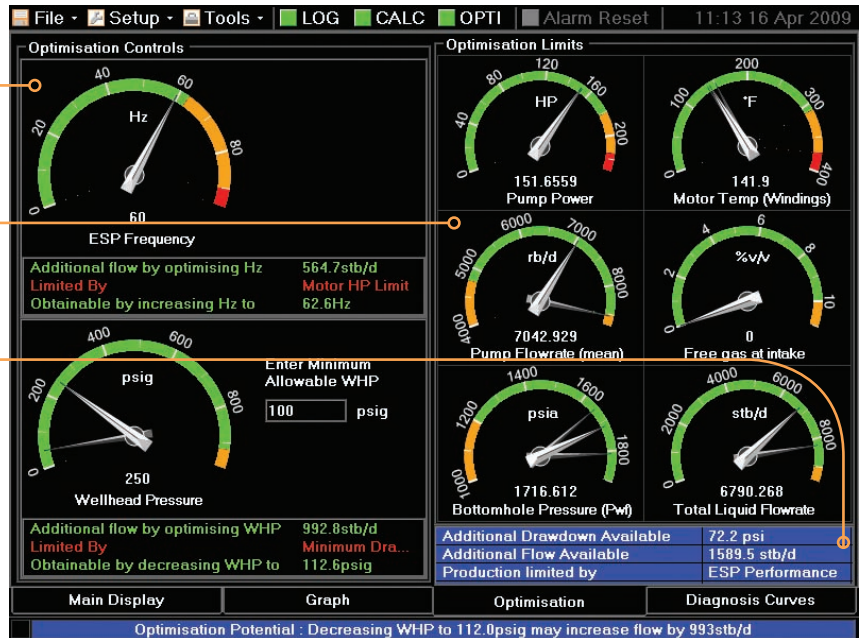 File Setup Tools LOG CALC OPTI Alarm Reset 11:13 16 Apr 2009
Optimisation Controls
0 20 40 60 80
Hz
60
ESP Frequency
Additional flow by optimising Hz 564.7stb/d
Limited By Motor HP Limit
Obtainable by increasing Hz to 62.6Hz
0 200 400 600 800
psig
250
Wellhead Pressure
Enter Minimum
Allowable WHP
100 psig
Additional flow by optimising WHP 992.8stb/d
Limited By Minimum Dra...
Obtainable by decreasing WHP to 112.6psig
Optimisation Limits
0 40 80 120 160 200
HP
151.6559
Pump Power
0 100 200 300 400
°F
141.9
Motor Temp (Windings)
4000 5000 6000 7000 8000
rb/d
7042.929
Pump Flowrate (mean)
0 2 4 6 8 10
%v/v
0
Free gas at intake
1000 1200 1400 1600 1800
psia
1716.612
Bottomhole Pressure (Pwf)
0 2000 4000 6000 8000
stb/d
6790.268
Total Liquid Flowrate
Additional Drawdown Available 72.2 psi
Additional Flow Available 1589.5 stb/d
Production limited by ESP Performance
Main Display Graph Optimisation Diagnosis Curves
Optimisation Potential : Decreasing WHP to 112.0psig may increase flow by 993stb/d